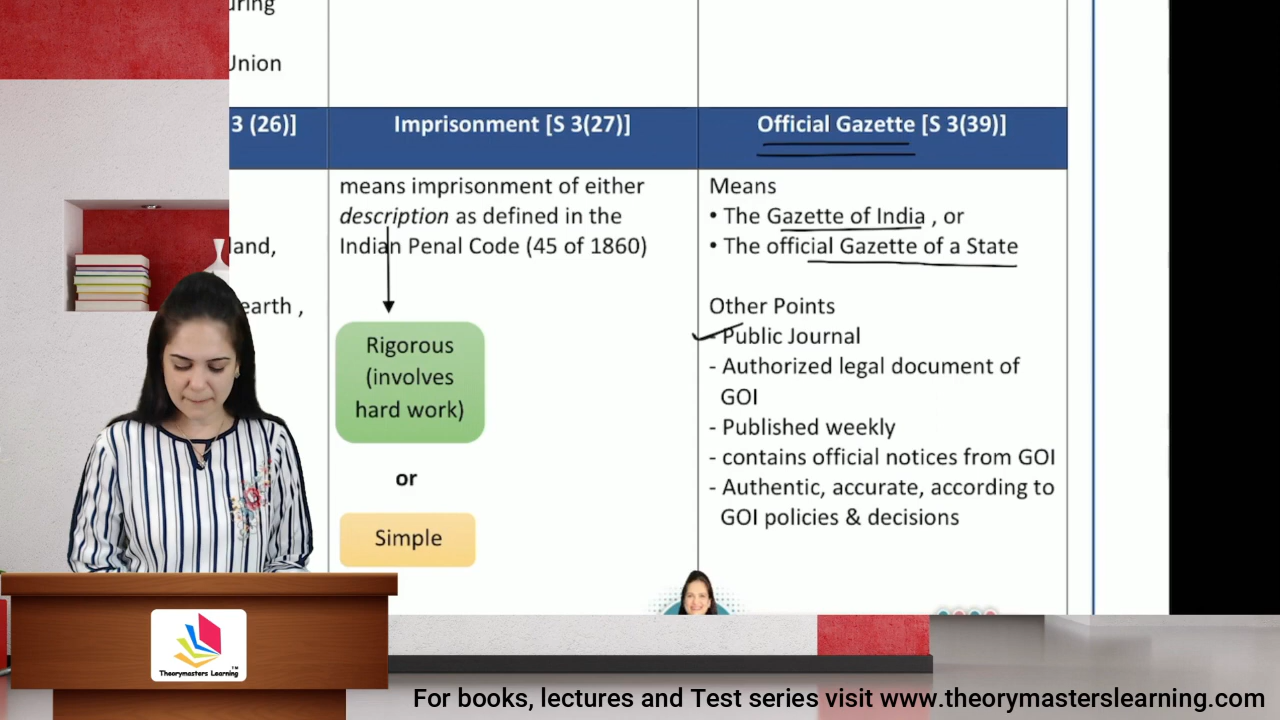 Union
3 (26)]
Imprisonment [S 3(27)]
Official Gazette [S 3(39)]
land,
earth ,
means imprisonment of either
description as defined in the
Indian Penal Code (45 of 1860)
Rigorous
(involves
hard work)
or
Simple
Means
• The Gazette of India , or
• The official Gazette of a State
Other Points
- Public Journal
- Authorized legal document of
GOI
- Published weekly
- contains official notices from GOI
- Authentic, accurate, according to
GOI policies & decisions
Theorymasters Learning™
For books, lectures and Test series visit www.theorymasterslearning.com